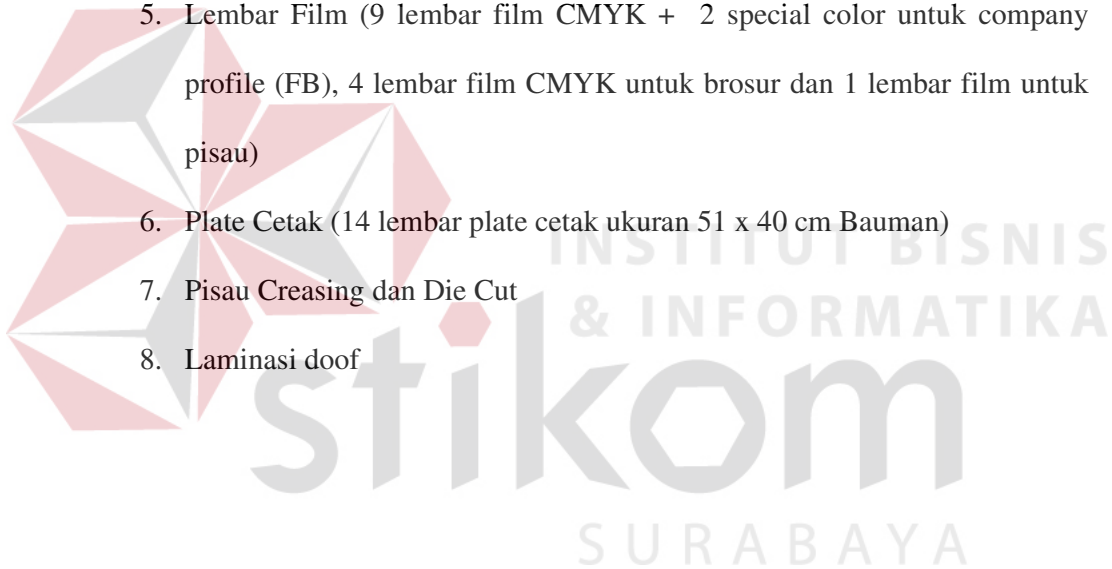 5. Lembar Film (9 lembar film CMYK + 2 special color untuk company
profile (FB), 4 lembar film CMYK untuk brosur dan 1 lembar film untuk
pisau)
6. Plate Cetak (14 lembar plate cetak ukuran 51 x 40 cm Bauman)
7. Pisau Creasing dan Die Cut
8. Laminasi doof
INSTITUT BISNIS
& INFORMATIKA
stikom
SURABAYA